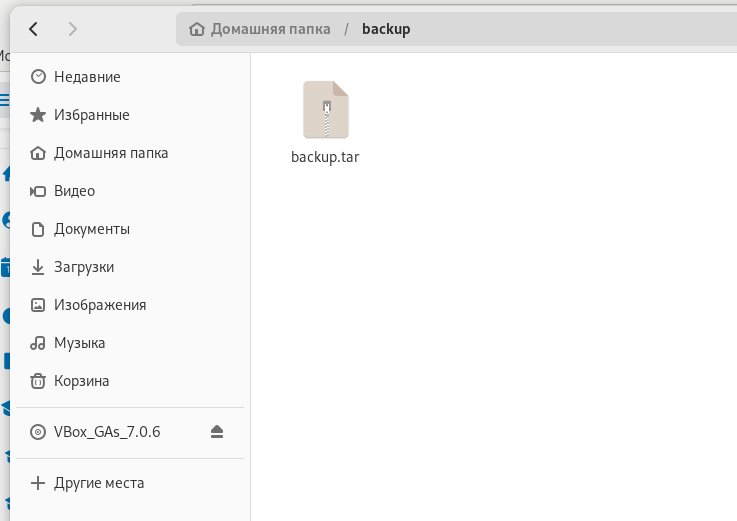 Домашняя папка / backup
Недавние
Избранные
Домашняя папка
Видео
Документы
Загрузки
Изображения
Музыка
Корзина
VBox_GAs_7.0.6
Другие места
backup.tar